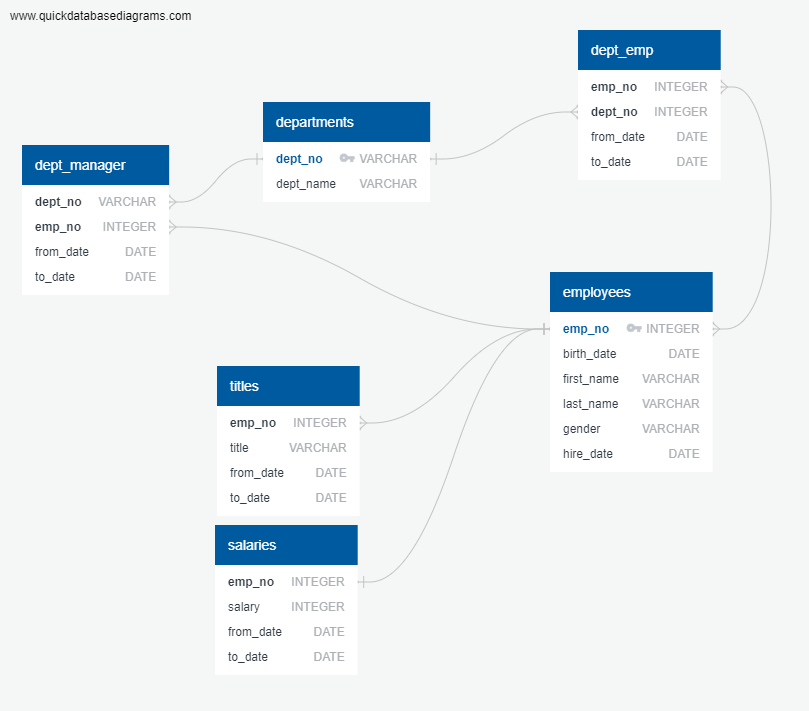 www.quickdatabasediagrams.com
dept_emp
emp_no INTEGER
dept_no INTEGER
from_date DATE
to_date DATE
departments
dept_no VARCHAR
dept_name VARCHAR
dept_manager
dept_no VARCHAR
emp_no INTEGER
from_date DATE
to_date DATE
employees
emp_no INTEGER
birth_date DATE
first_name VARCHAR
last_name VARCHAR
gender VARCHAR
hire_date DATE
titles
emp_no INTEGER
title VARCHAR
from_date DATE
to_date DATE
salaries
emp_no INTEGER
salary INTEGER
from_date DATE
to_date DATE